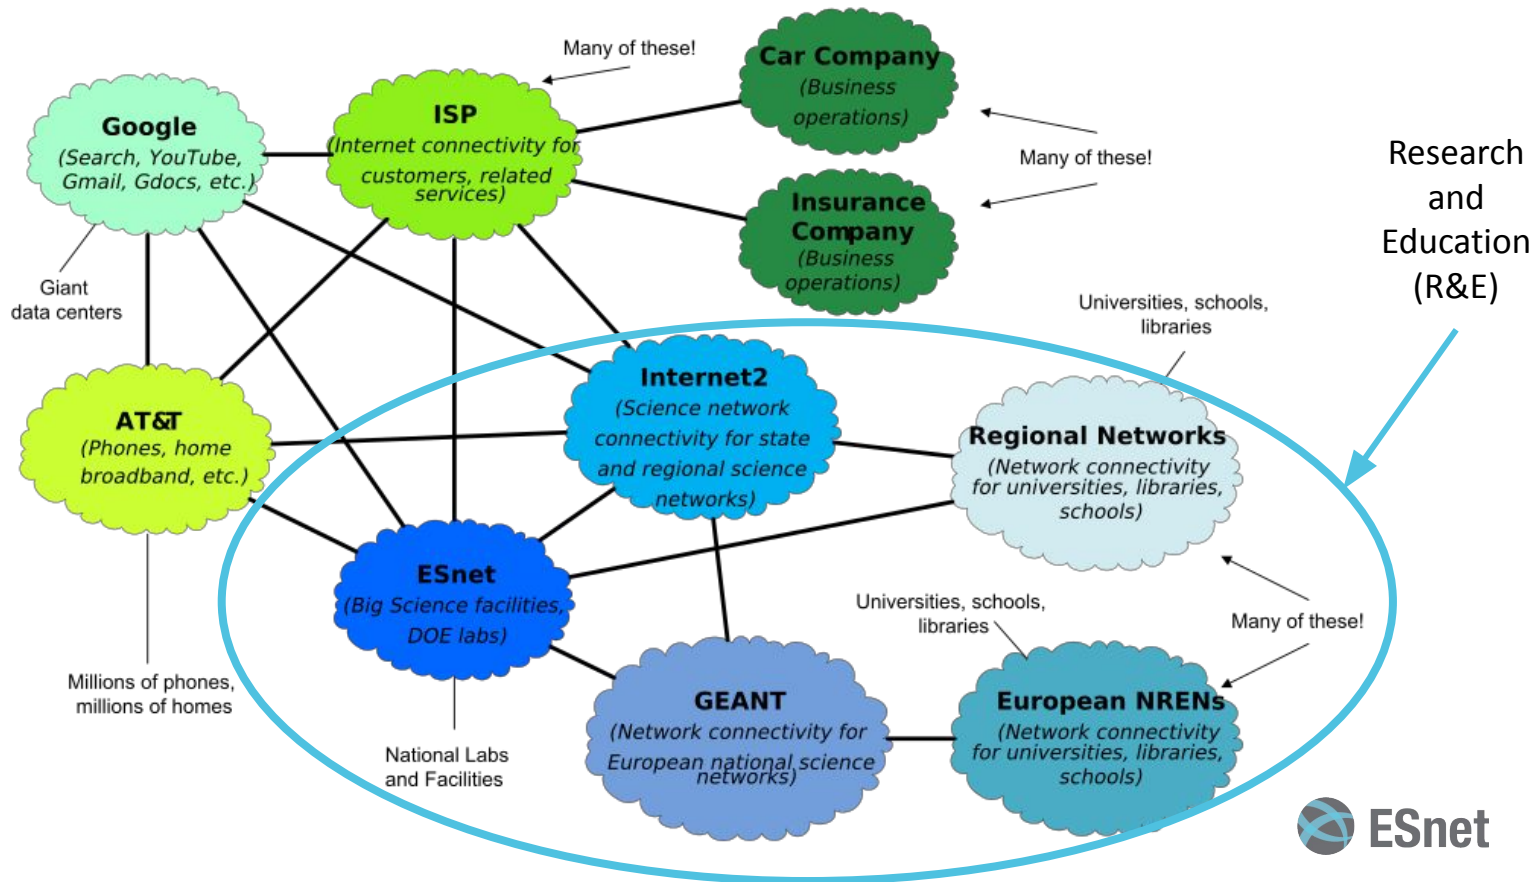 Many of these!
Car Company
(Business
operations)
Google
(Search, YouTube,
Gmail, Gdocs, etc.)
ISP
(Internet connectivity for
customers, related
services)
Many of these!
Research
and
Education
(R&E)
Insurance
Company
(Business
operations)
Giant
data centers
Universities, schools,
libraries
AT&T
(Phones, home
broadband, etc.)
Internet2
(Science network
connectivity for state
and regional science
networks)
Regional Networks
(Network connectivity
for universities, libraries,
schools)
ESnet
(Big Science facilities,
DOE labs)
Universities, schools,
libraries
Many of these!
Millions of phones,
millions of homes
GEANT
(Network connectivity for
European national science
networks)
European NRENs
(Network connectivity
for universities, libraries,
schools)
National Labs
and Facilities
ESnet